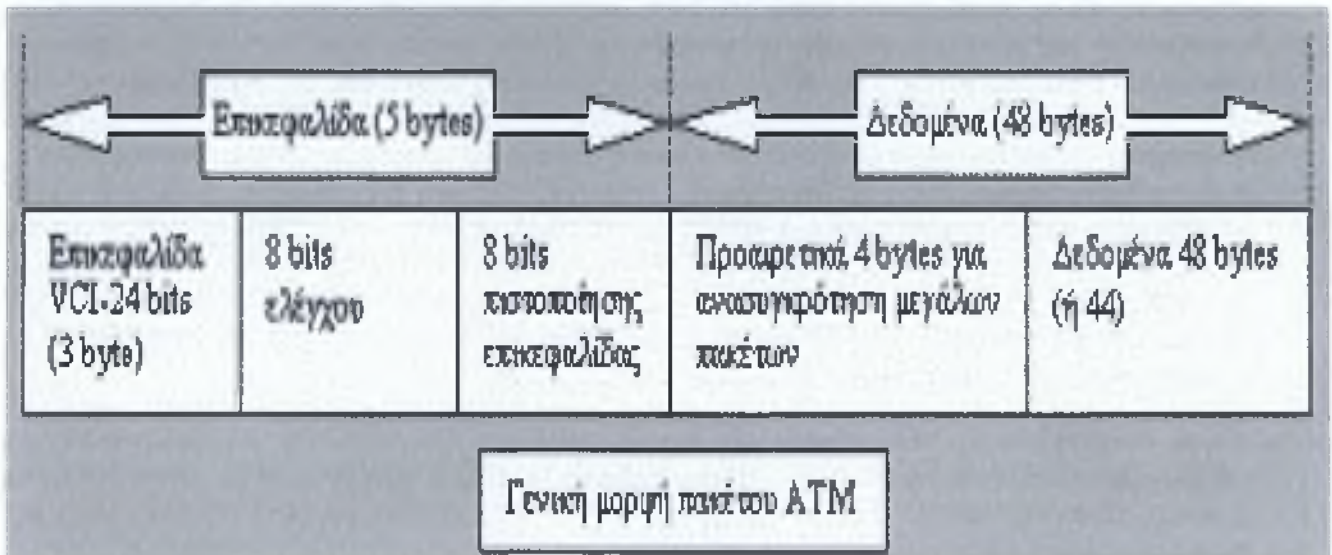 Επικεφαλίδα (5 bytes)
Δεδομένα (48 bytes)
Επικεφαλίδα
VCI-24 bits
(3 byte)
8 bits
ελέγχου
8 bits
πιστοποίησης
επικεφαλίδας
Προαιρετικά 4 bytes για
ανασυγκρότηση μεγάλων
πακέτων
Δεδομένα 48 bytes
(ή 44)
Γενική μορφή πακέτου ATM